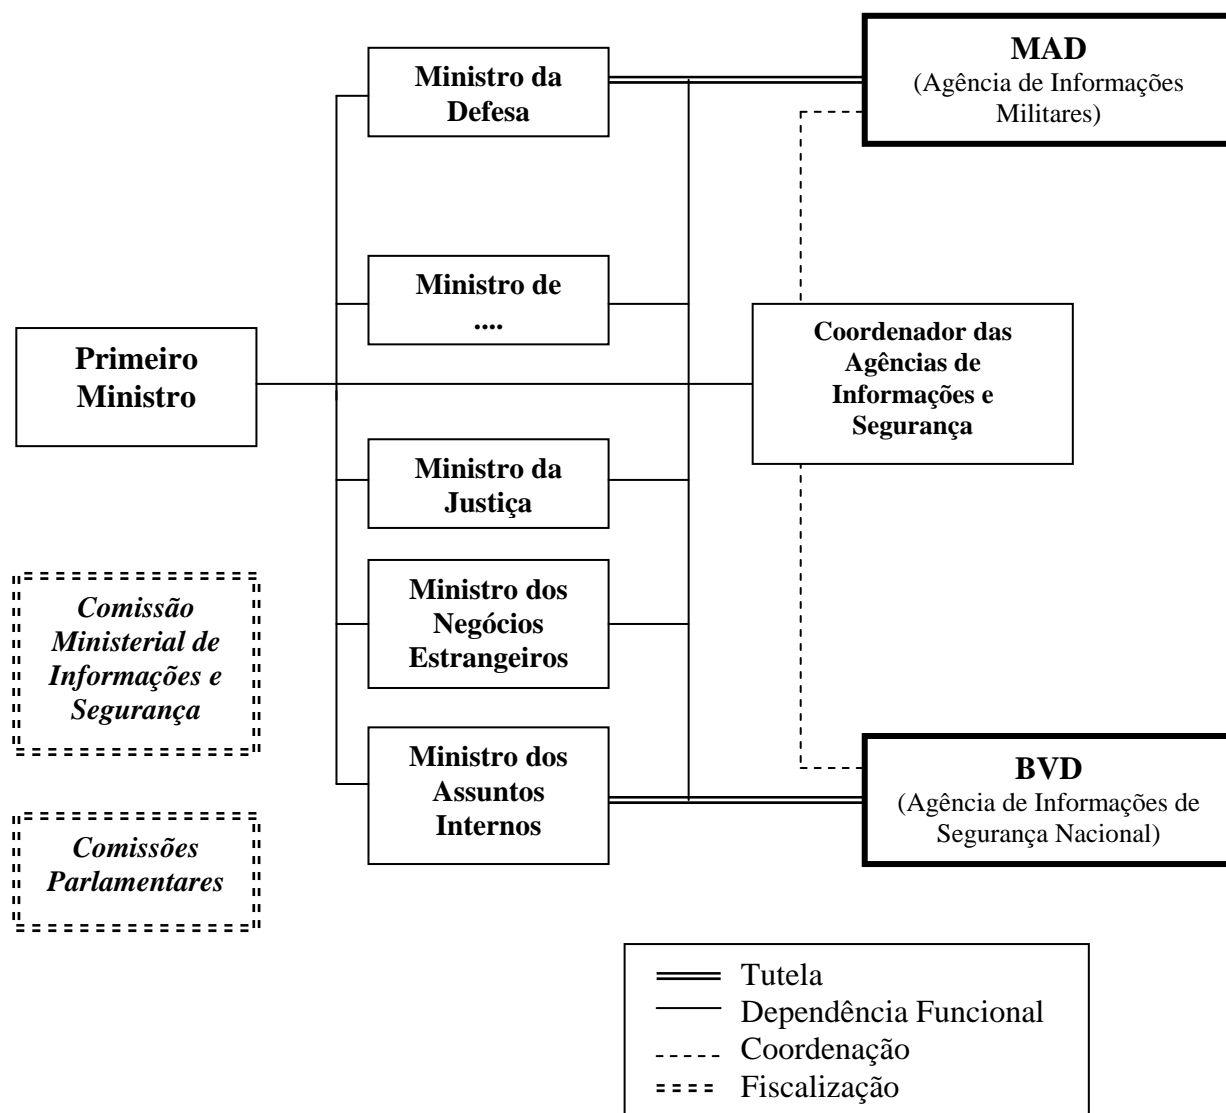 MAD
(Agência de Informações
Militares)
Ministro da
Defesa
Ministro de
....
Primeiro
Ministro
Coordenador das
Agências de
Informações e
Segurança
Ministro da
Justiça
Ministro dos
Negócios
Estrangeiros
Comissão
Ministerial de
Informações e
Segurança
Ministro dos
Assuntos
Internos
BVD
(Agência de Informações de
Segurança Nacional)
Comissões
Parlamentares
Tutela
Dependência Funcional
Coordenação
Fiscalização